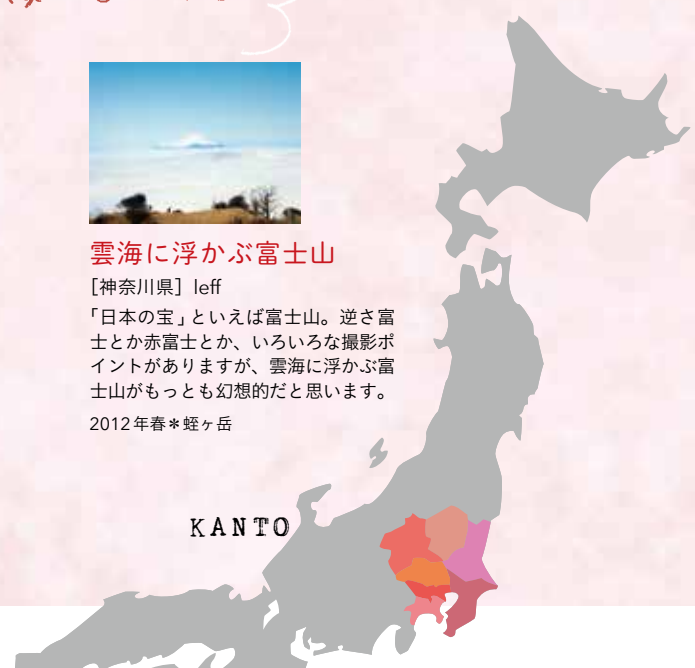 3
雲海に浮かぶ富士山
［神奈川県］leff
「日本の宝」といえば富士山。逆さ富
士とか赤富士とか、いろいろな撮影ポ
イントがありますが、雲海に浮かぶ富
士山がもっとも幻想的だと思います。
2012年春＊蛭ヶ岳
KANTO